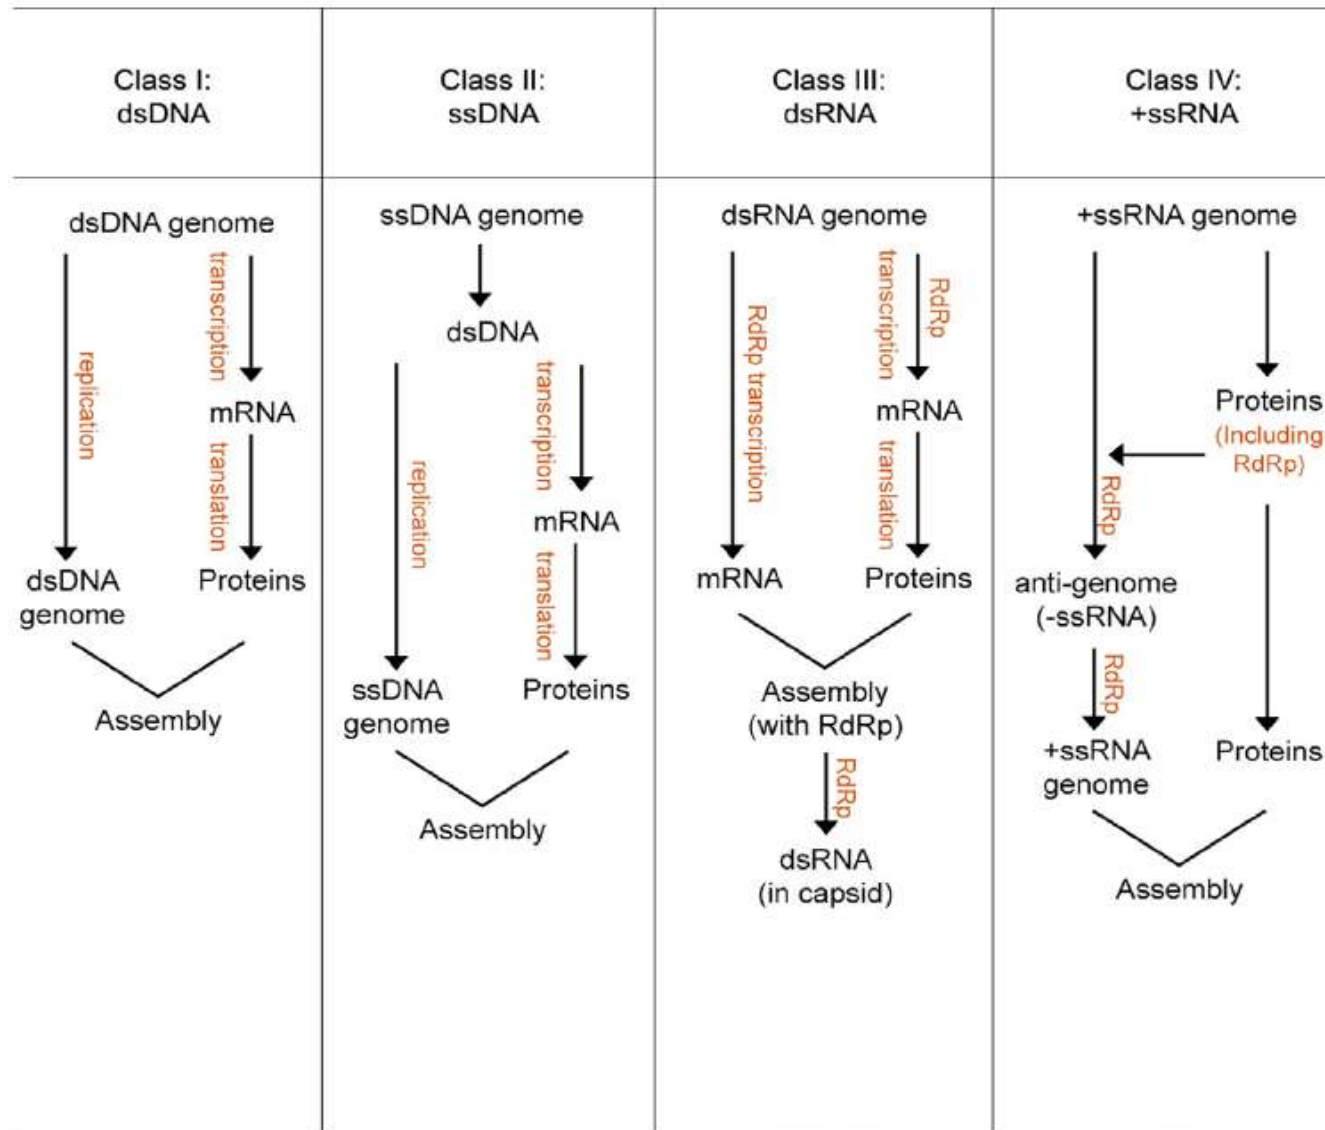 Class I:
dsDNA
Class II:
ssDNA
Class III:
dsRNA
Class IV:
+ssRNA
dsDNA genome
replication
transcription
mRNA
translation
dsDNA
genome
Proteins
Assembly
ssDNA genome
dsDNA
replication
transcription
mRNA
translation
ssDNA
genome
Proteins
Assembly
dsRNA genome
RdRp transcription
transcription
RdRp
mRNA
translation
mRNA
Proteins
Assembly
(with RdRp)
RdRp
dsRNA
(in capsid)
+ssRNA genome
Proteins
(Including
RdRp)
RdRp
anti-genome
(-ssRNA)
RdRp
+ssRNA
genome
Proteins
Assembly